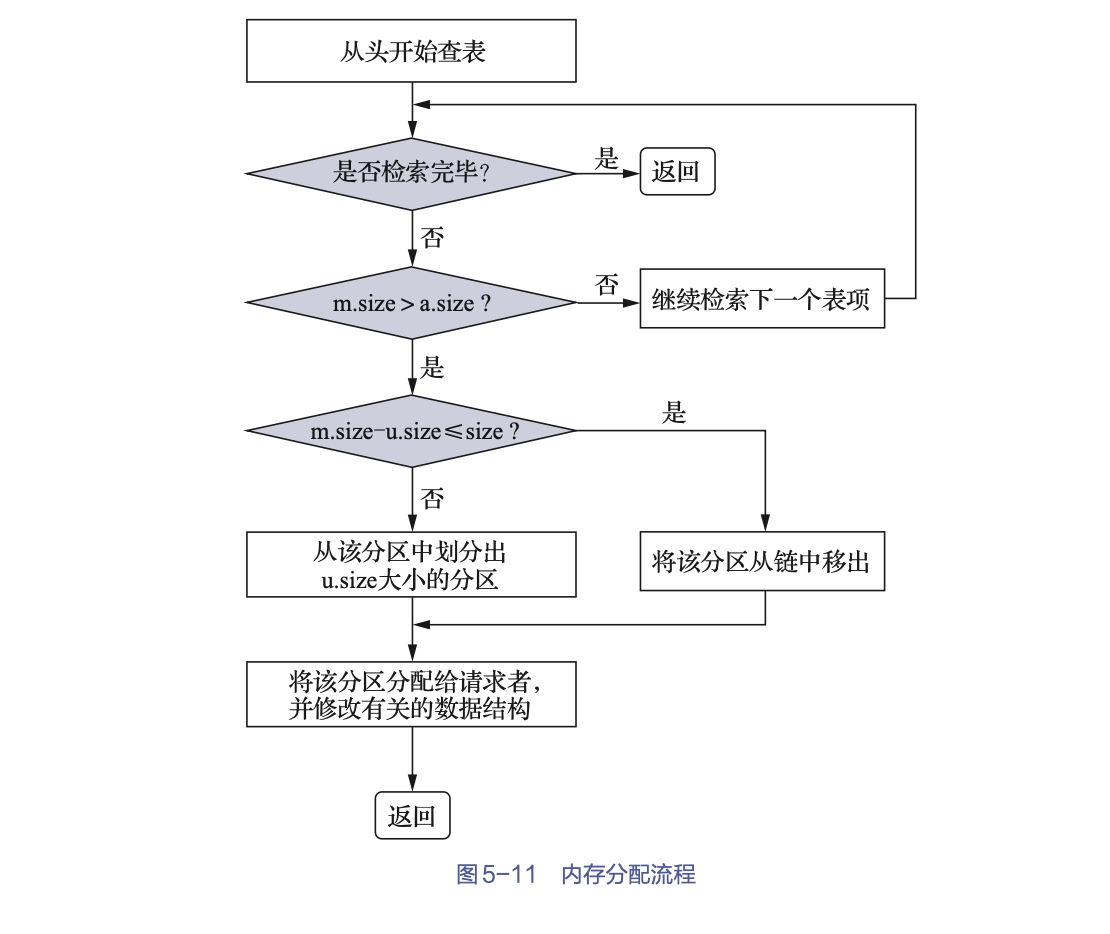 从头开始查表
是否检索完毕?
是
返回
否
m.size > a.size ?
否
继续检索下一个表项
是
m.size−u.size≤size ?
是
否
从该分区中划分出
u.size大小的分区
将该分区从链中移出
将该分区分配给请求者，
并修改有关的数据结构
返回
图5-11 内存分配流程